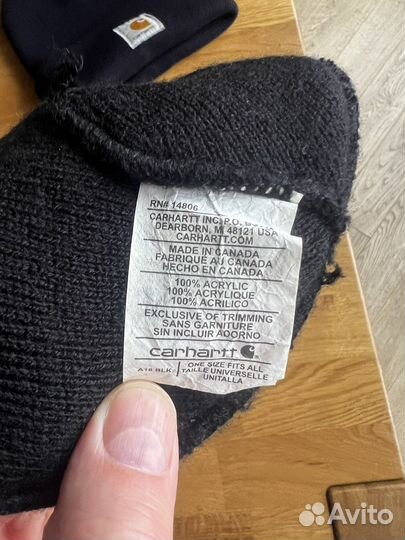 carhartt
RN# 14806
CARHARTT INC. P.O. B
DEARBORN, MI 48121 USA
CARHARTT.COM
MADE IN CANADA
FABRIQUÉ AU CANADA
HECHO EN CANADA
100% ACRYLIC
100% ACRYLIQUE
100% ACRILICO
EXCLUSIVE OF TRIMMING
SANS GARNITURE
SIN INCLUIR ADORNO
carhartt
A18 BLK
ONE SIZE FITS ALL
TAILLE UNIVERSELLE
UNITALLA
Avito